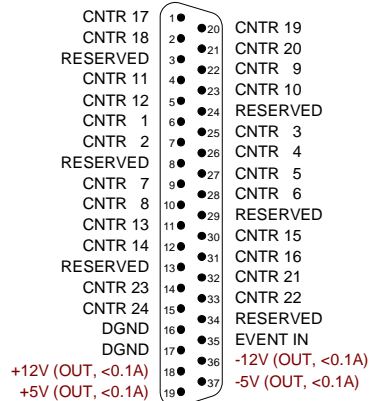 CNTR 17 1
CNTR 18 2
RESERVED 3
CNTR 11 4
CNTR 12 5
CNTR 1 6
CNTR 2 7
RESERVED 8
CNTR 7 9
CNTR 8 10
CNTR 13 11
CNTR 14 12
RESERVED 13
CNTR 23 14
CNTR 24 15
DGND 16
DGND 17
+12V (OUT, <0.1A) 18
+5V (OUT, <0.1A) 19
20 CNTR 19
21 CNTR 20
22 CNTR 9
23 CNTR 10
24 RESERVED
25 CNTR 3
26 CNTR 4
27 CNTR 5
28 CNTR 6
29 RESERVED
30 CNTR 15
31 CNTR 16
32 CNTR 21
33 CNTR 22
34 RESERVED
35 EVENT IN
36 -12V (OUT, <0.1A)
37 -5V (OUT, <0.1A)